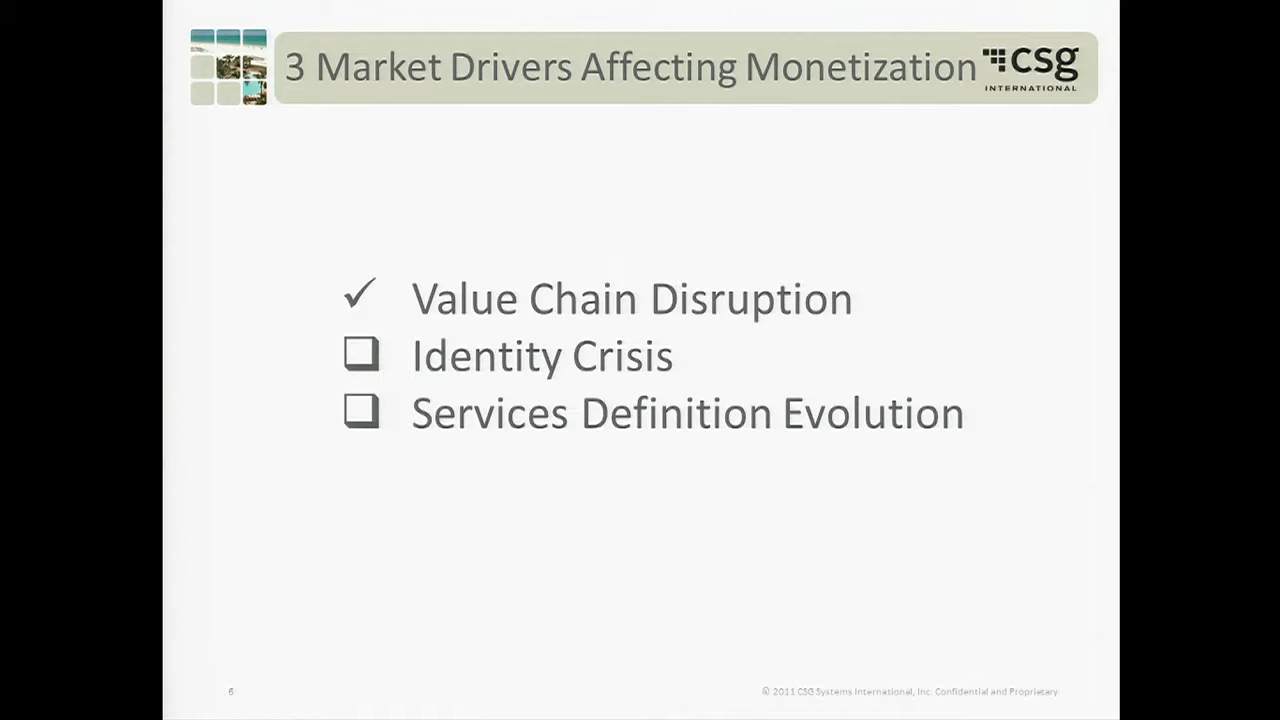 3 Market Drivers Affecting Monetization
csg
INTERNATIONAL
✓ Value Chain Disruption
❑ Identity Crisis
❑ Services Definition Evolution
6
© 2011 CSG Systems International, Inc. Confidential and Proprietary